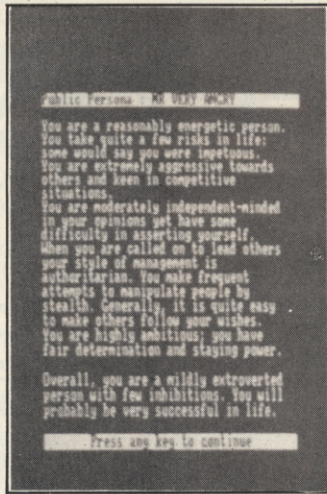 Public Persona : MR VERY ANGRY
You are a reasonably energetic person.
You take quite a few risks in life:
some would say you were impetuous.
You are extremely aggressive towards
others and keen in competitive
situations.
You are moderately independent-minded
in your opinions yet have some
difficulty in asserting yourself.
When you are called on to lead others
your style of management is
authoritarian. You make frequent
attempts to manipulate people by
stealth. Generally, it is quite easy
to make others follow your wishes.
You are highly ambitious; you have
fair determination and staying power.
Overall, you are a mildly extroverted
person with few inhibitions. You will
probably be very successful in life.
Press any key to continue